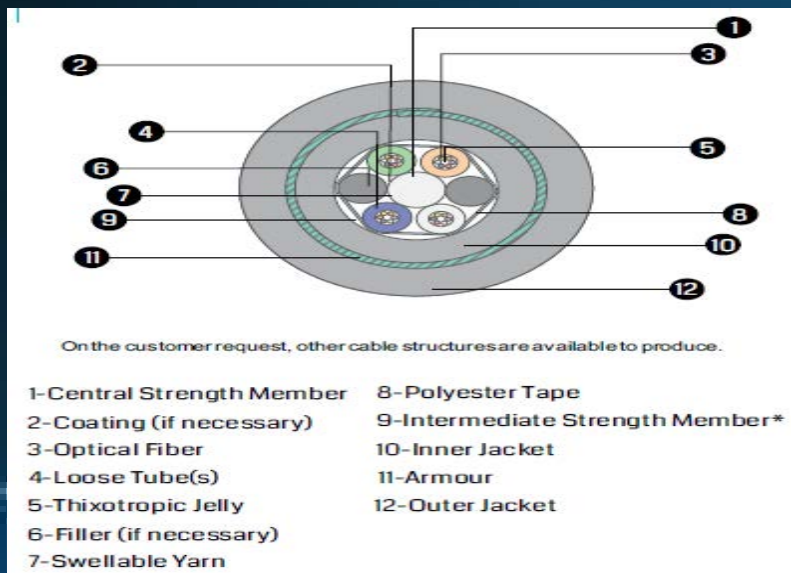 1
2
3
4
5
6
7
8
9
10
11
12
On the customer request, other cable structures are available to produce.
1-Central Strength Member
2-Coating (if necessary)
3-Optical Fiber
4-Loose Tube(s)
5-Thixotropic Jelly
6-Filler (if necessary)
7-Swellable Yarn
8-Polyester Tape
9-Intermediate Strength Member*
10-Inner Jacket
11-Armour
12-Outer Jacket